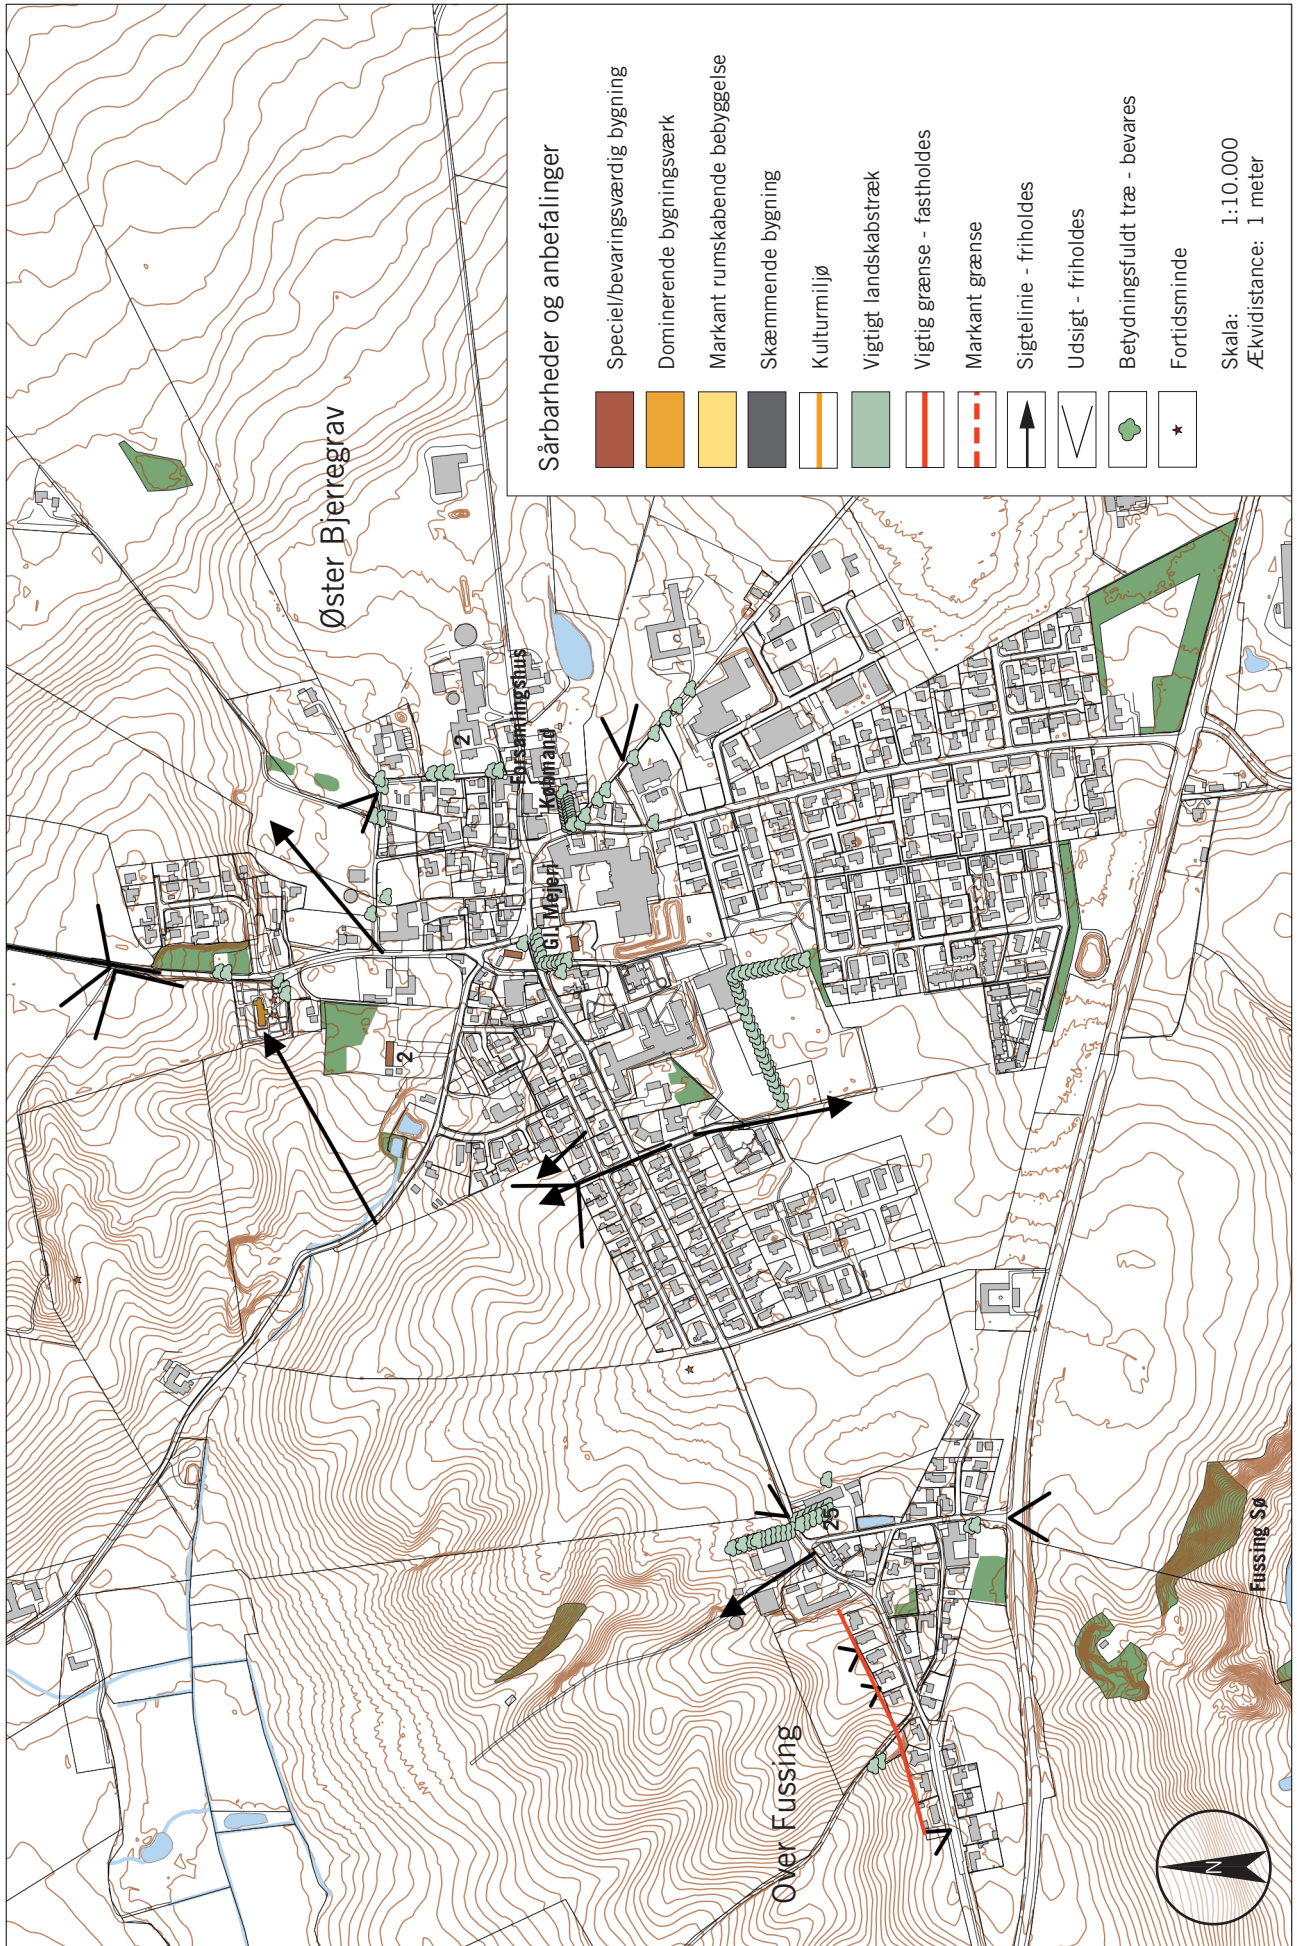 Øster Bjerregrav
Forsamlingshus
Købmand
Gl. Mejeri
2
2
25
Over Fussing
Fussing Sø
N
Sårbarheder og anbefalinger
Speciel/bevaringsværdig bygning
Dominerende bygningsværk
Markant rumskabende bebyggelse
Skæmmende bygning
Kulturmiljø
Vigtigt landskabstræk
Vigtig grænse - fastholdes
Markant grænse
Sigtelinie - friholdes
Udsigt - friholdes
Betydningsfuldt træ - bevares
Fortidsminde
Skala: 1:10.000
Ækvidistance: 1 meter